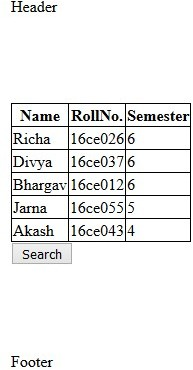 Header
Name RollNo. Semester
Richa 16ce026 6
Divya 16ce037 6
Bhargav 16ce012 6
Jarna 16ce055 5
Akash 16ce043 4
Search
Footer